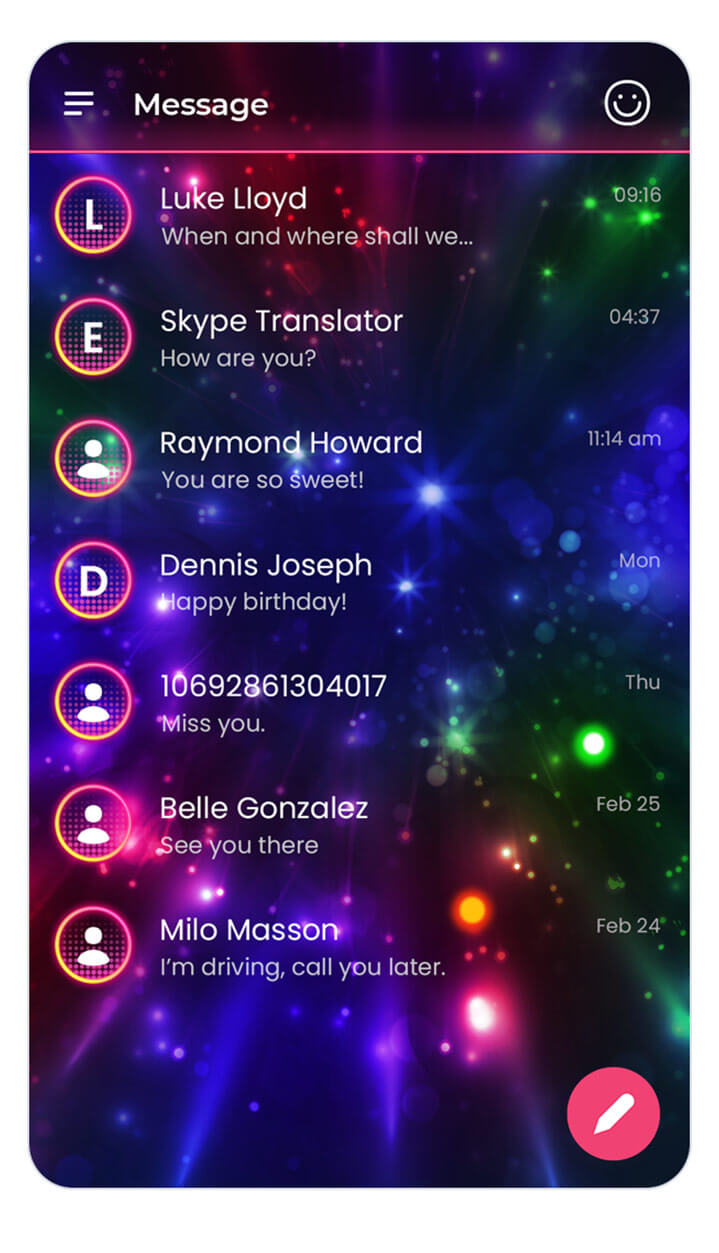 Message
L
Luke Lloyd
09:16
When and where shall we...
E
Skype Translator
04:37
How are you?
Raymond Howard
11:14 am
You are so sweet!
D
Dennis Joseph
Mon
Happy birthday!
10692861304017
Thu
Miss you.
Belle Gonzalez
Feb 25
See you there
Milo Masson
Feb 24
I'm driving, call you later.